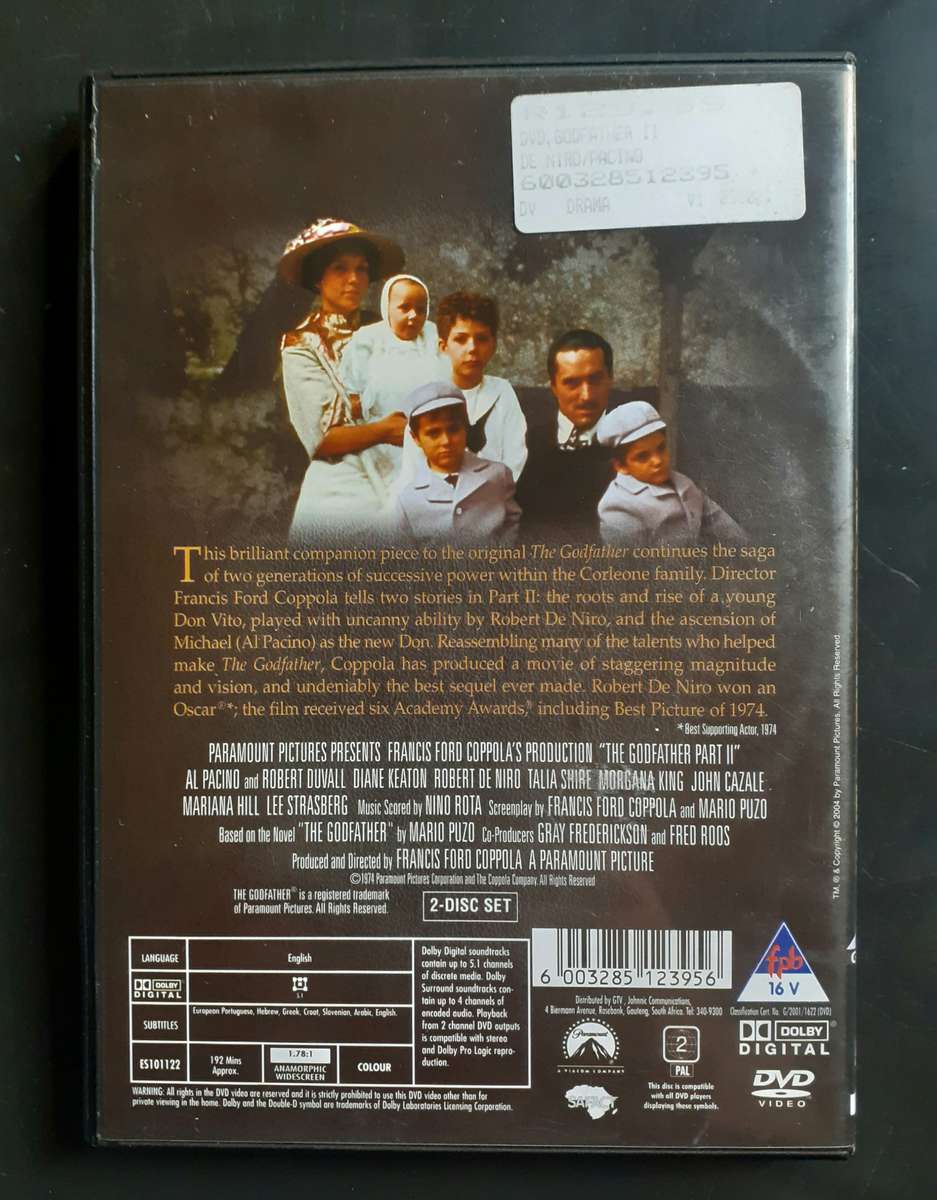 DVD,GODFATHER II
DE NIRO/PACINO
600328512395
DV DRAMA V1
This brilliant companion piece to the original The Godfather continues the saga
of two generations of successive power within the Corleone family. Director
Francis Ford Coppola tells two stories in Part II: the roots and rise of a young
Don Vito, played with uncanny ability by Robert De Niro, and the ascension of
Michael (Al Pacino) as the new Don. Reassembling many of the talents who helped
make The Godfather, Coppola has produced a movie of staggering magnitude
and vision, and undeniably the best sequel ever made. Robert De Niro won an
Oscar®*; the film received six Academy Awards,® including Best Picture of 1974.
*Best Supporting Actor, 1974
PARAMOUNT PICTURES PRESENTS FRANCIS FORD COPPOLA'S PRODUCTION "THE GODFATHER PART II"
AL PACINO and ROBERT DUVALL DIANE KEATON ROBERT DE NIRO TALIA SHIRE MORGANA KING JOHN CAZALE
MARIANA HILL LEE STRASBERG Music Scored by NINO ROTA Screenplay by FRANCIS FORD COPPOLA and MARIO PUZO
Based on the Novel "THE GODFATHER" by MARIO PUZO Co-Producers GRAY FREDERICKSON and FRED ROOS
Produced and Directed by FRANCIS FORD COPPOLA A PARAMOUNT PICTURE
©1974 Paramount Pictures Corporation and The Coppola Company. All Rights Reserved
THE GODFATHER® is a registered trademark
of Paramount Pictures. All Rights Reserved.
2-DISC SET
TM, ® & Copyright © 2004 by Paramount Pictures. All Rights Reserved.
LANGUAGE English
DOLBY DIGITAL 5.1
SUBTITLES European Portuguese, Hebrew, Greek, Croat, Slovenian, Arabic, English.
ES101122
192 Mins
Approx.
1.78:1
ANAMORPHIC
WIDESCREEN
COLOUR
Dolby Digital soundtracks
contain up to 5.1 channels
of discrete media. Dolby
Surround soundtracks con-
tain up to 4 channels of
encoded audio. Playback
from 2 channel DVD outputs
is compatible with stereo
and Dolby Pro Logic repro-
duction.
WARNING: All rights in the DVD video are reserved and it is strictly prohibited to use this DVD video other than for
private viewing in the home. Dolby and the Double-D symbol are trademarks of Dolby Laboratories Licensing Corporation.
6 003285 123956
Distributed by GTV, Johnnic Communications,
4 Biermann Avenue, Rosebank, Gauteng, South Africa. Tel: 340-9300
fpb
16 V
Classification Cert. No. G/2001/1622 (DVD)
Paramount
A VIACOM COMPANY
SAFACT
2
PAL
This disc is compatible
with all DVD players
displaying these symbols.
DOLBY
DIGITAL
DVD
VIDEO